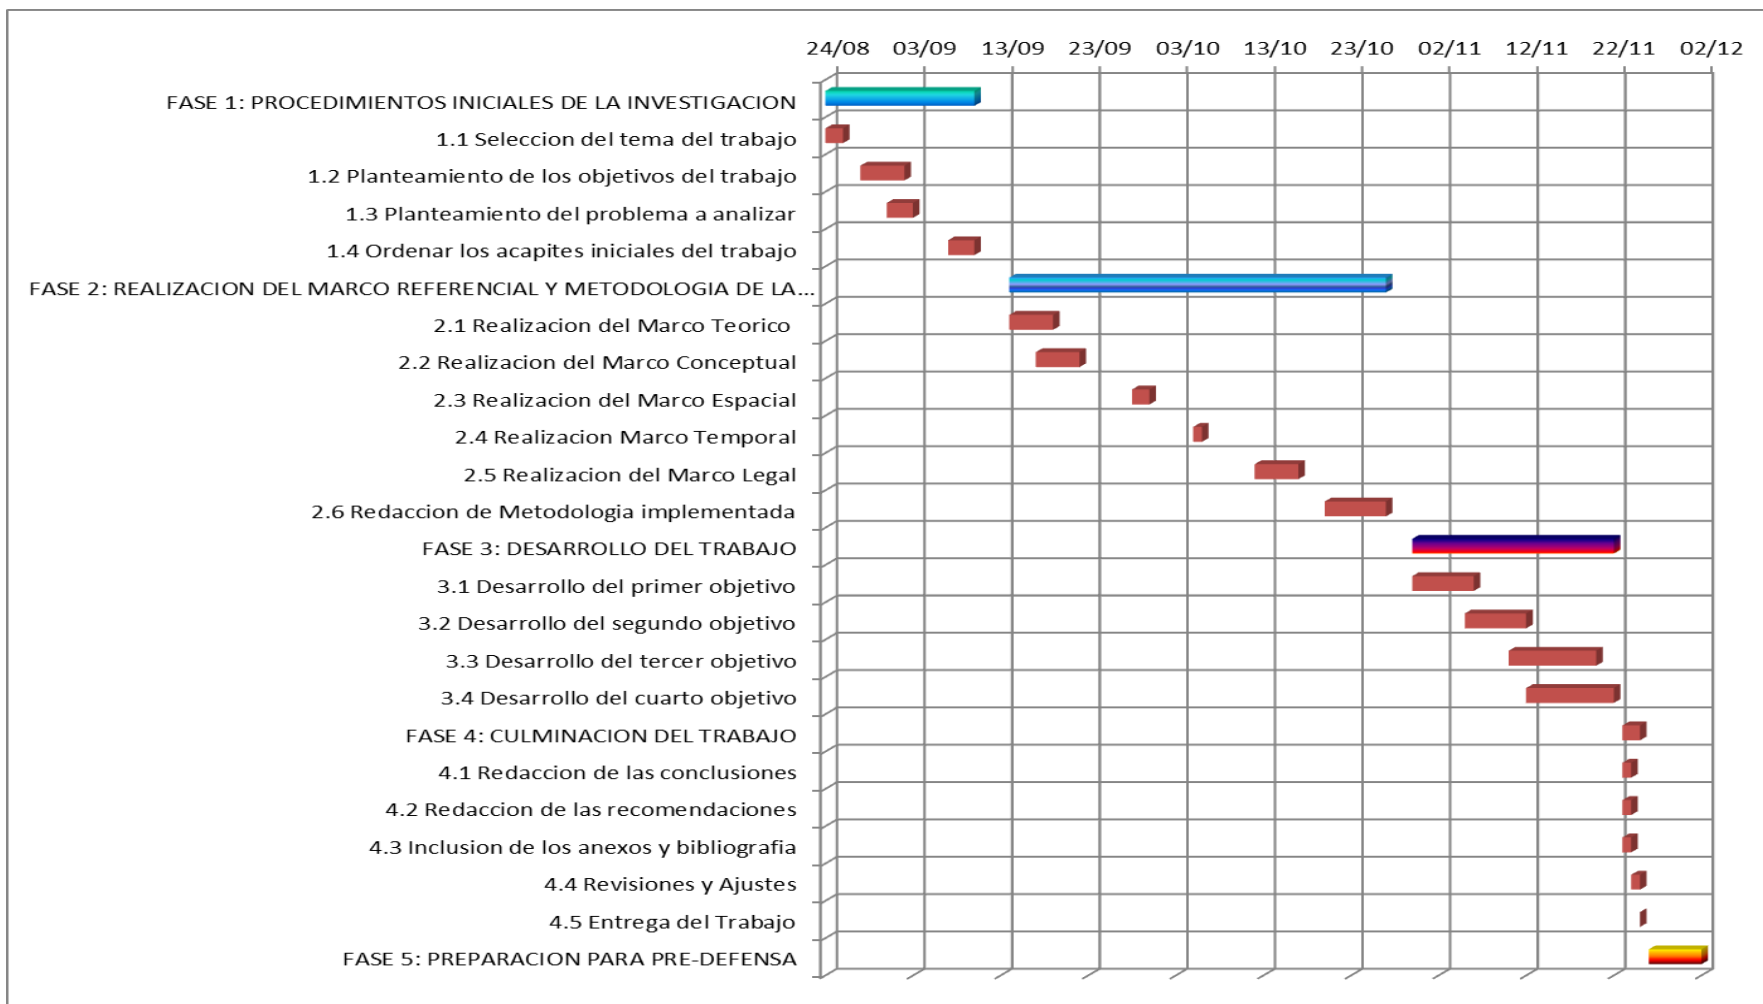 24/08 03/09 13/09 23/09 03/10 13/10 23/10 02/11 12/11 22/11 02/12
FASE 1: PROCEDIMIENTOS INICIALES DE LA INVESTIGACION
1.1 Seleccion del tema del trabajo
1.2 Planteamiento de los objetivos del trabajo
1.3 Planteamiento del problema a analizar
1.4 Ordenar los acapites iniciales del trabajo
FASE 2: REALIZACION DEL MARCO REFERENCIAL Y METODOLOGIA DE LA...
2.1 Realizacion del Marco Teorico
2.2 Realizacion del Marco Conceptual
2.3 Realizacion del Marco Espacial
2.4 Realizacion Marco Temporal
2.5 Realizacion del Marco Legal
2.6 Redaccion de Metodologia implementada
FASE 3: DESARROLLO DEL TRABAJO
3.1 Desarrollo del primer objetivo
3.2 Desarrollo del segundo objetivo
3.3 Desarrollo del tercer objetivo
3.4 Desarrollo del cuarto objetivo
FASE 4: CULMINACION DEL TRABAJO
4.1 Redaccion de las conclusiones
4.2 Redaccion de las recomendaciones
4.3 Inclusion de los anexos y bibliografia
4.4 Revisiones y Ajustes
4.5 Entrega del Trabajo
FASE 5: PREPARACION PARA PRE-DEFENSA